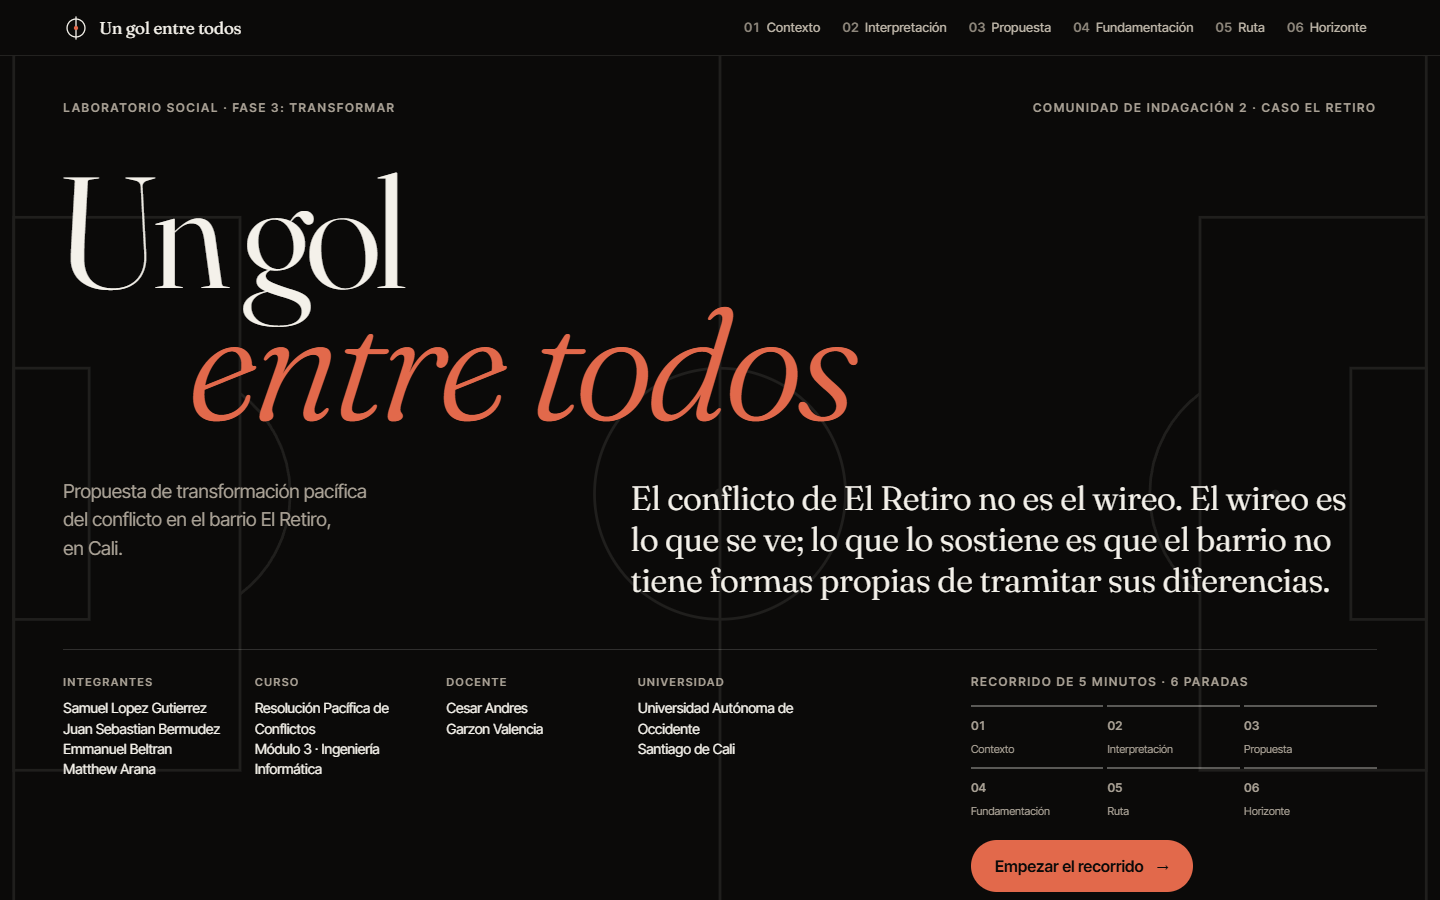 Un gol entre todos
01 Contexto
02 Interpretación
03 Propuesta
04 Fundamentación
05 Ruta
06 Horizonte
LABORATORIO SOCIAL · FASE 3: TRANSFORMAR
COMUNIDAD DE INDAGACIÓN 2 · CASO EL RETIRO
Un gol
entre todos
Propuesta de transformación pacífica
del conflicto en el barrio El Retiro,
en Cali.
El conflicto de El Retiro no es el wireo. El wireo es
lo que se ve; lo que lo sostiene es que el barrio no
tiene formas propias de tramitar sus diferencias.
INTEGRANTES
Samuel Lopez Gutierrez
Juan Sebastian Bermudez
Emmanuel Beltran
Matthew Arana
CURSO
Resolución Pacífica de
Conflictos
Módulo 3 · Ingeniería
Informática
DOCENTE
Cesar Andres
Garzon Valencia
UNIVERSIDAD
Universidad Autónoma de
Occidente
Santiago de Cali
RECORRIDO DE 5 MINUTOS · 6 PARADAS
01
Contexto
02
Interpretación
03
Propuesta
04
Fundamentación
05
Ruta
06
Horizonte
Empezar el recorrido →